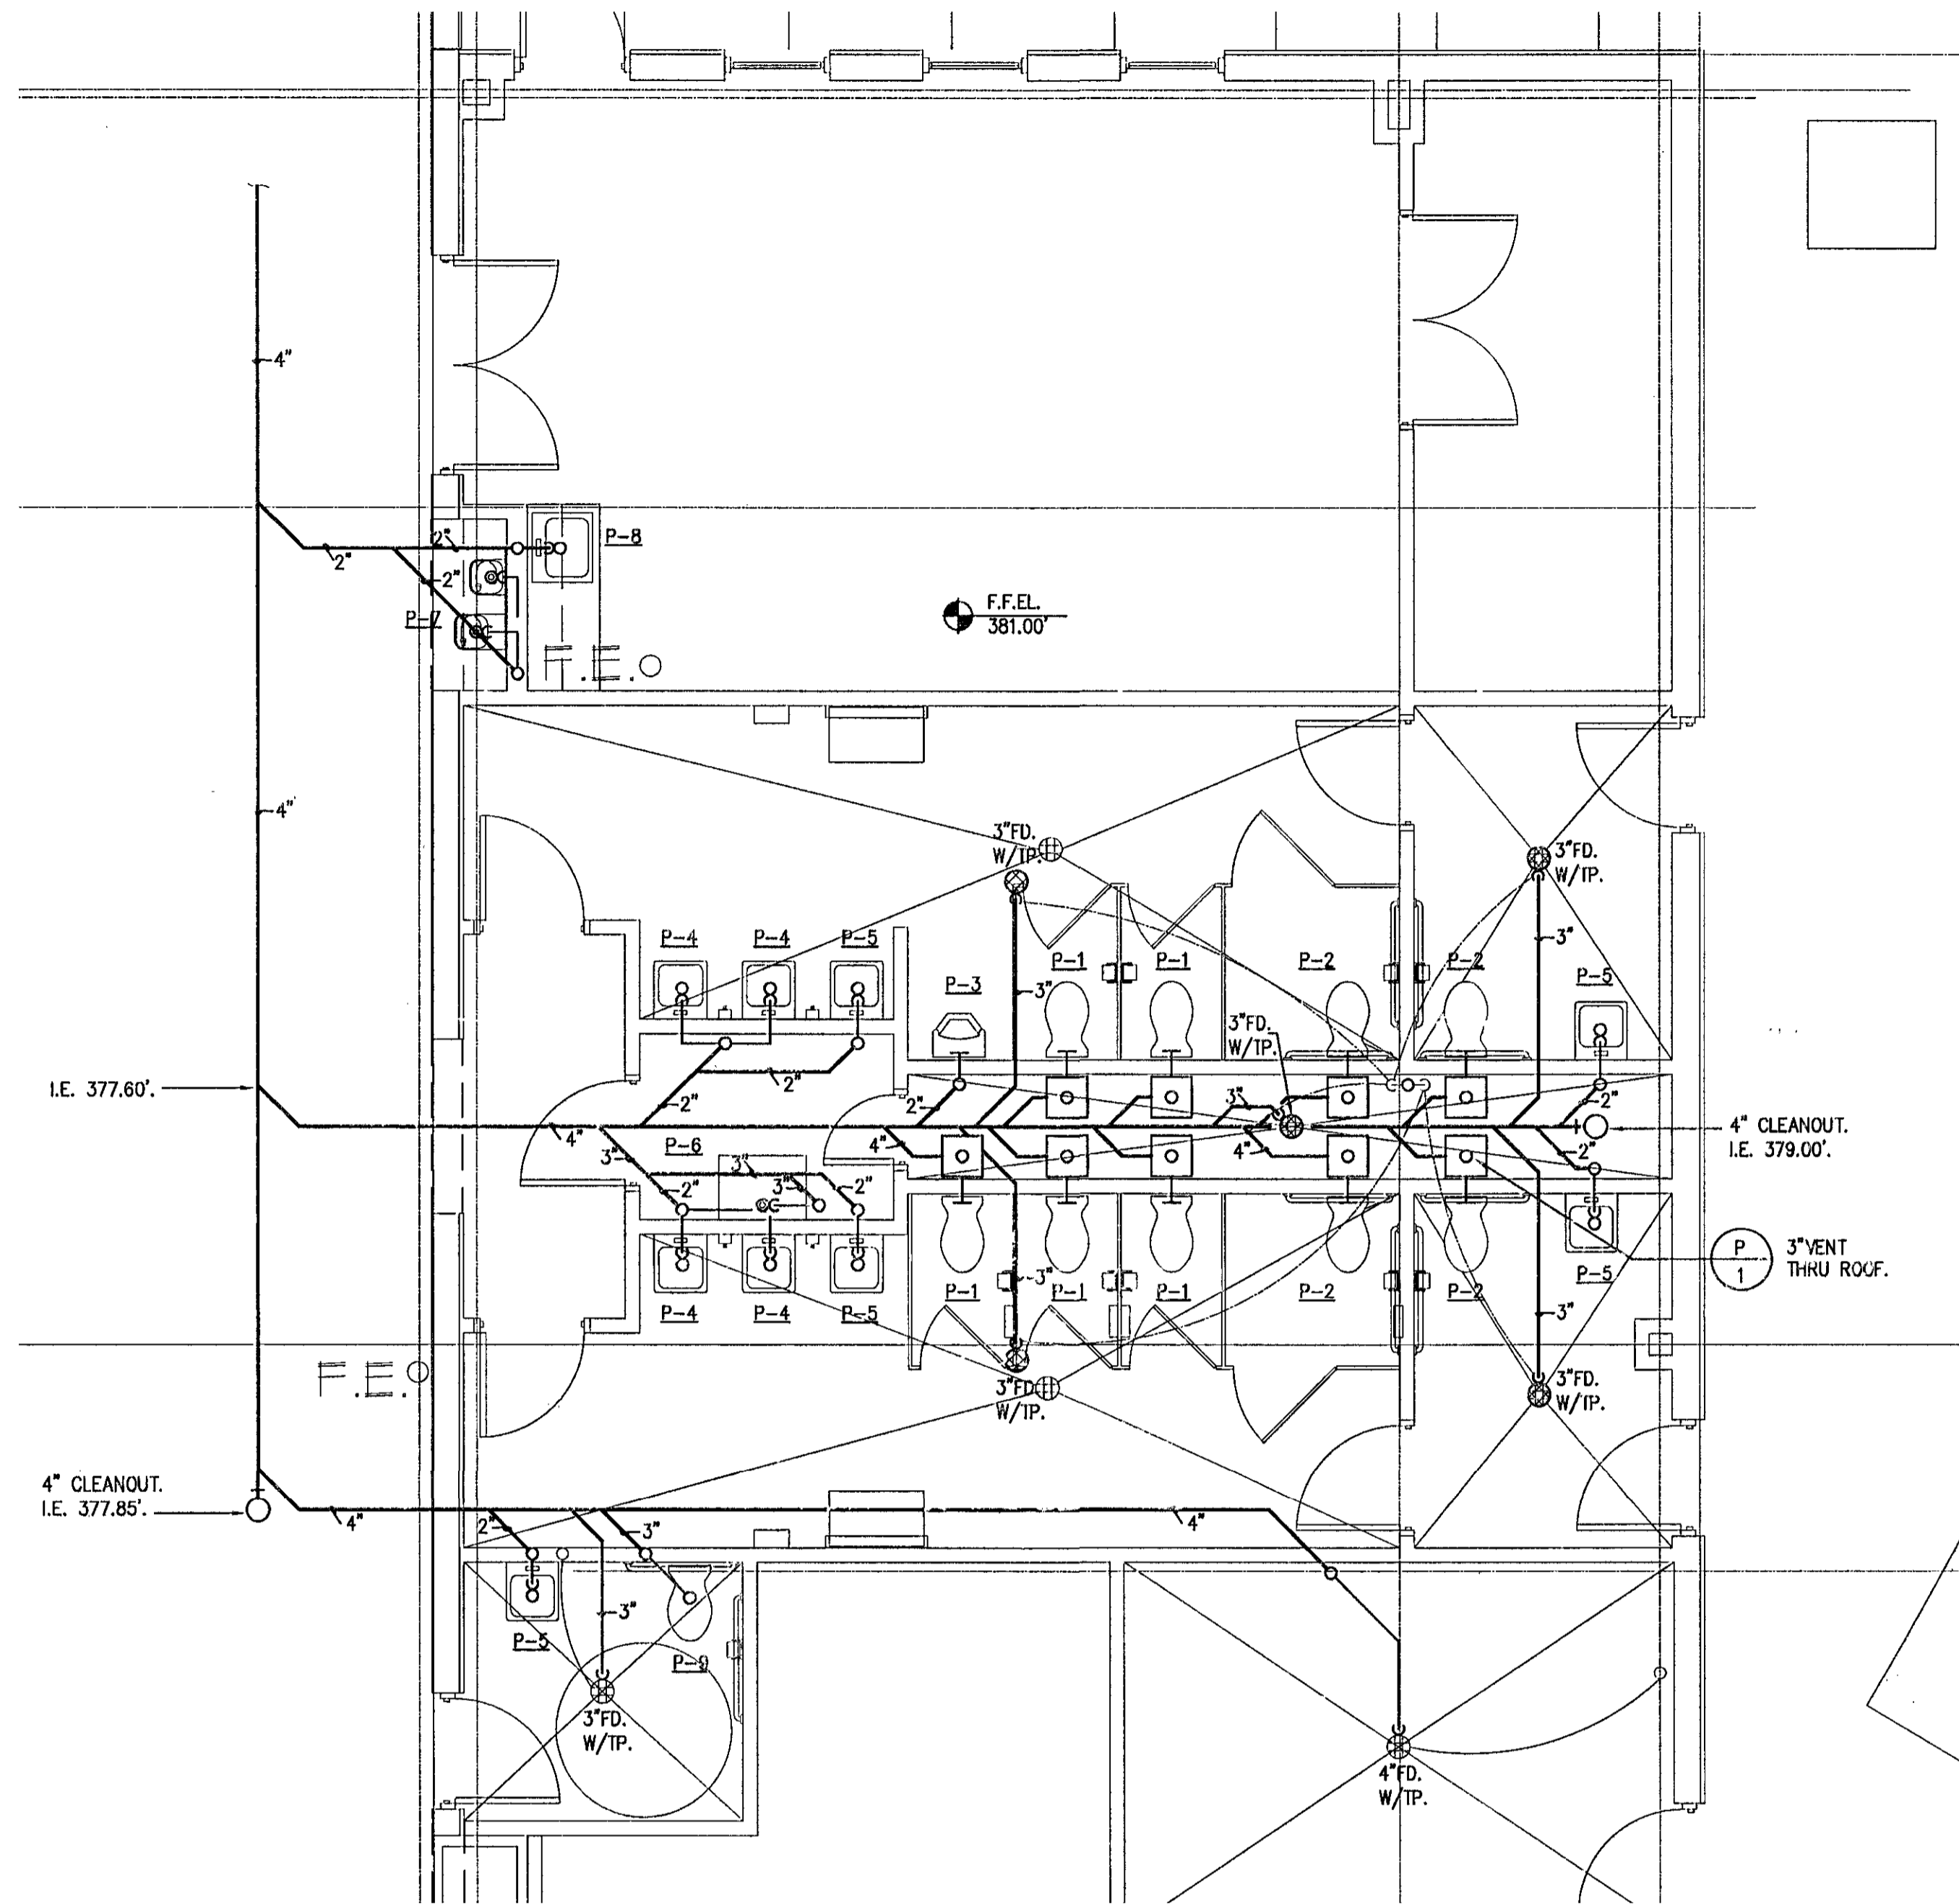 4"
2"
2"
P-8
2"
P-7
F.F.EL.
381.00'
F.E.
4"
3"FD.
W/TP.
3"FD.
W/TP.
P-4
P-4
P-5
3"
P-1
P-1
P-2
P-2
P-3
3"
P-5
3"FD.
W/TP.
I.E. 377.60'.
2"
2"
2"
3"
2"
4"
4"
4"
2"
4" CLEANOUT.
I.E. 379.00'.
P-6
3"
3"
3"
2"
2"
P
1
3"VENT
THRU ROOF.
P-4
P-4
P-5
P-1
3"
P-1
P-1
P-2
P-2
P-5
3"
F.E.
3"FD.
W/TP.
3"FD.
W/TP.
4" CLEANOUT.
I.E. 377.85'.
4"
2"
3"
4"
3"
P-5
P-9
3"FD.
W/TP.
4"FD.
W/TP.